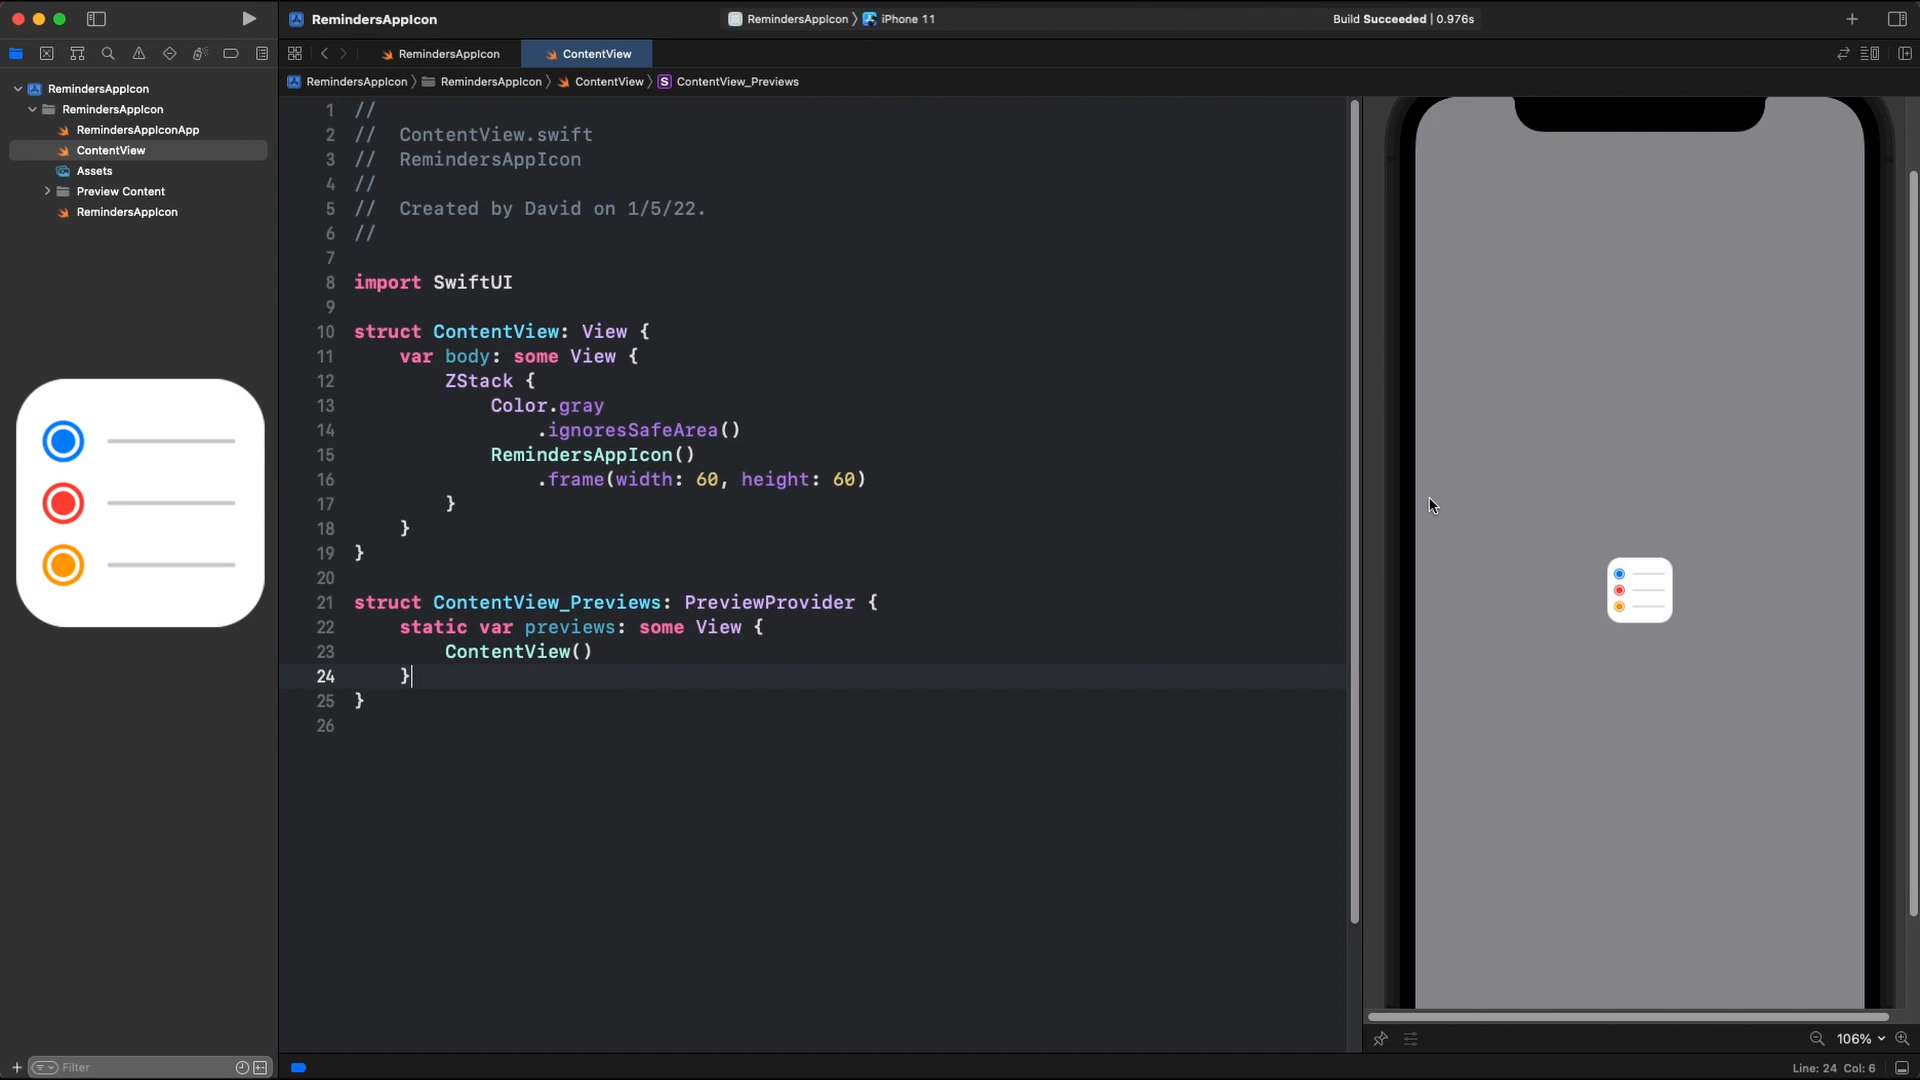 RemindersAppIcon
RemindersAppIcon 〉 iPhone 11
Build Succeeded | 0.976s
RemindersAppIcon
ContentView
RemindersAppIcon 〉 RemindersAppIcon 〉 ContentView 〉 S ContentView_Previews
RemindersAppIcon
RemindersAppIcon
RemindersAppIconApp
ContentView
Assets
Preview Content
RemindersAppIcon
1 //
2 //  ContentView.swift
3 //  RemindersAppIcon
4 //
5 //  Created by David on 1/5/22.
6 //
7
8 import SwiftUI
9
10 struct ContentView: View {
11     var body: some View {
12         ZStack {
13             Color.gray
14                 .ignoresSafeArea()
15             RemindersAppIcon()
16                 .frame(width: 60, height: 60)
17         }
18     }
19 }
20
21 struct ContentView_Previews: PreviewProvider {
22     static var previews: some View {
23         ContentView()
24     }
25 }
26
106%
Filter
Line: 24 Col: 6